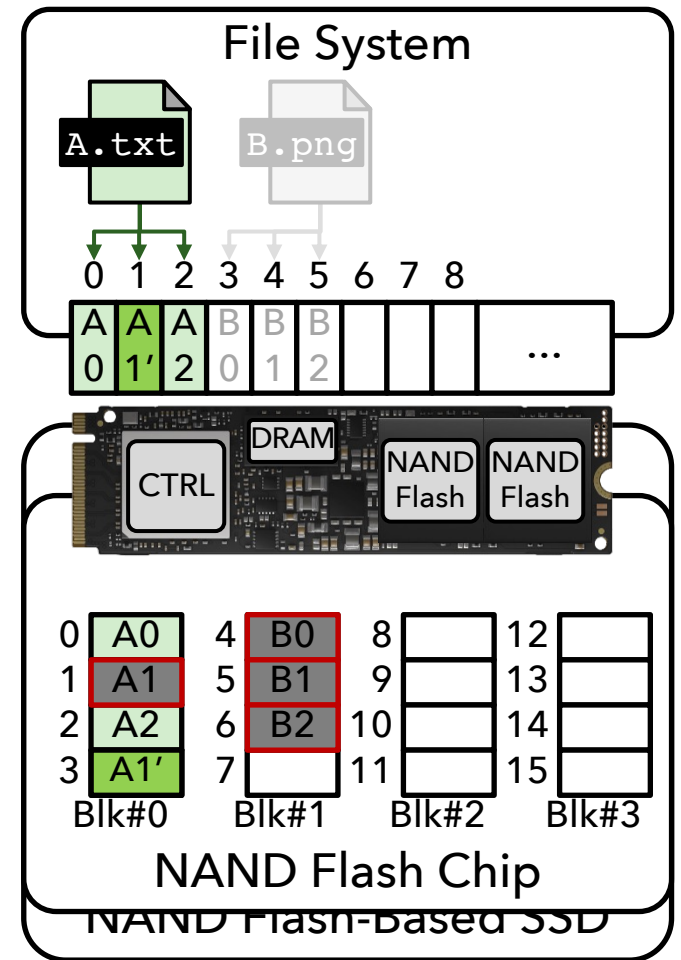 File System
A.txt B.png
0 1 2 3 4 5 6 7 8
A A A B B B
0 1' 2 0 1 2 ...
CTRL DRAM NAND Flash NAND Flash
0 A0 4 B0 8 12
1 A1 5 B1 9 13
2 A2 6 B2 10 14
3 A1' 7 11 15
Blk#0 Blk#1 Blk#2 Blk#3
NAND Flash Chip
NAND Flash-Based SSD